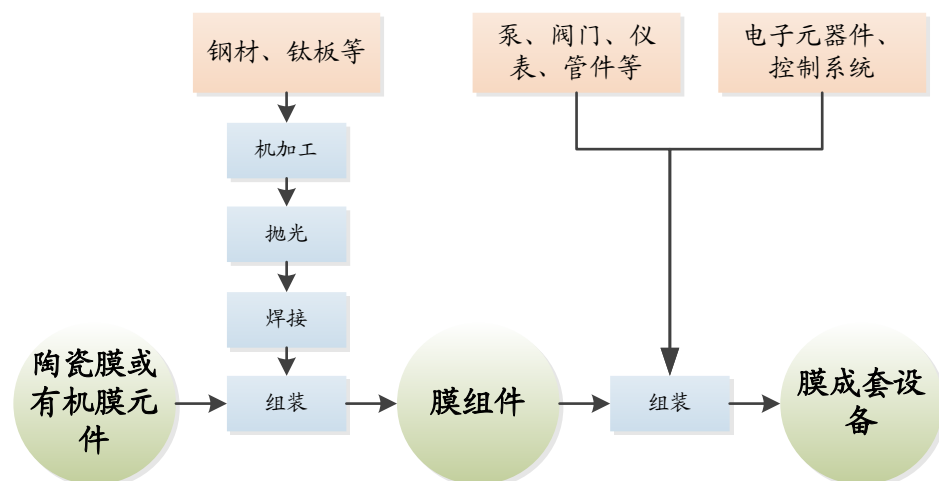 钢材、钛板等
泵、阀门、仪
表、管件等
电子元器件、
控制系统
机加工
抛光
焊接
陶瓷膜或
有机膜元
件
组装
膜组件
组装
膜成套设
备